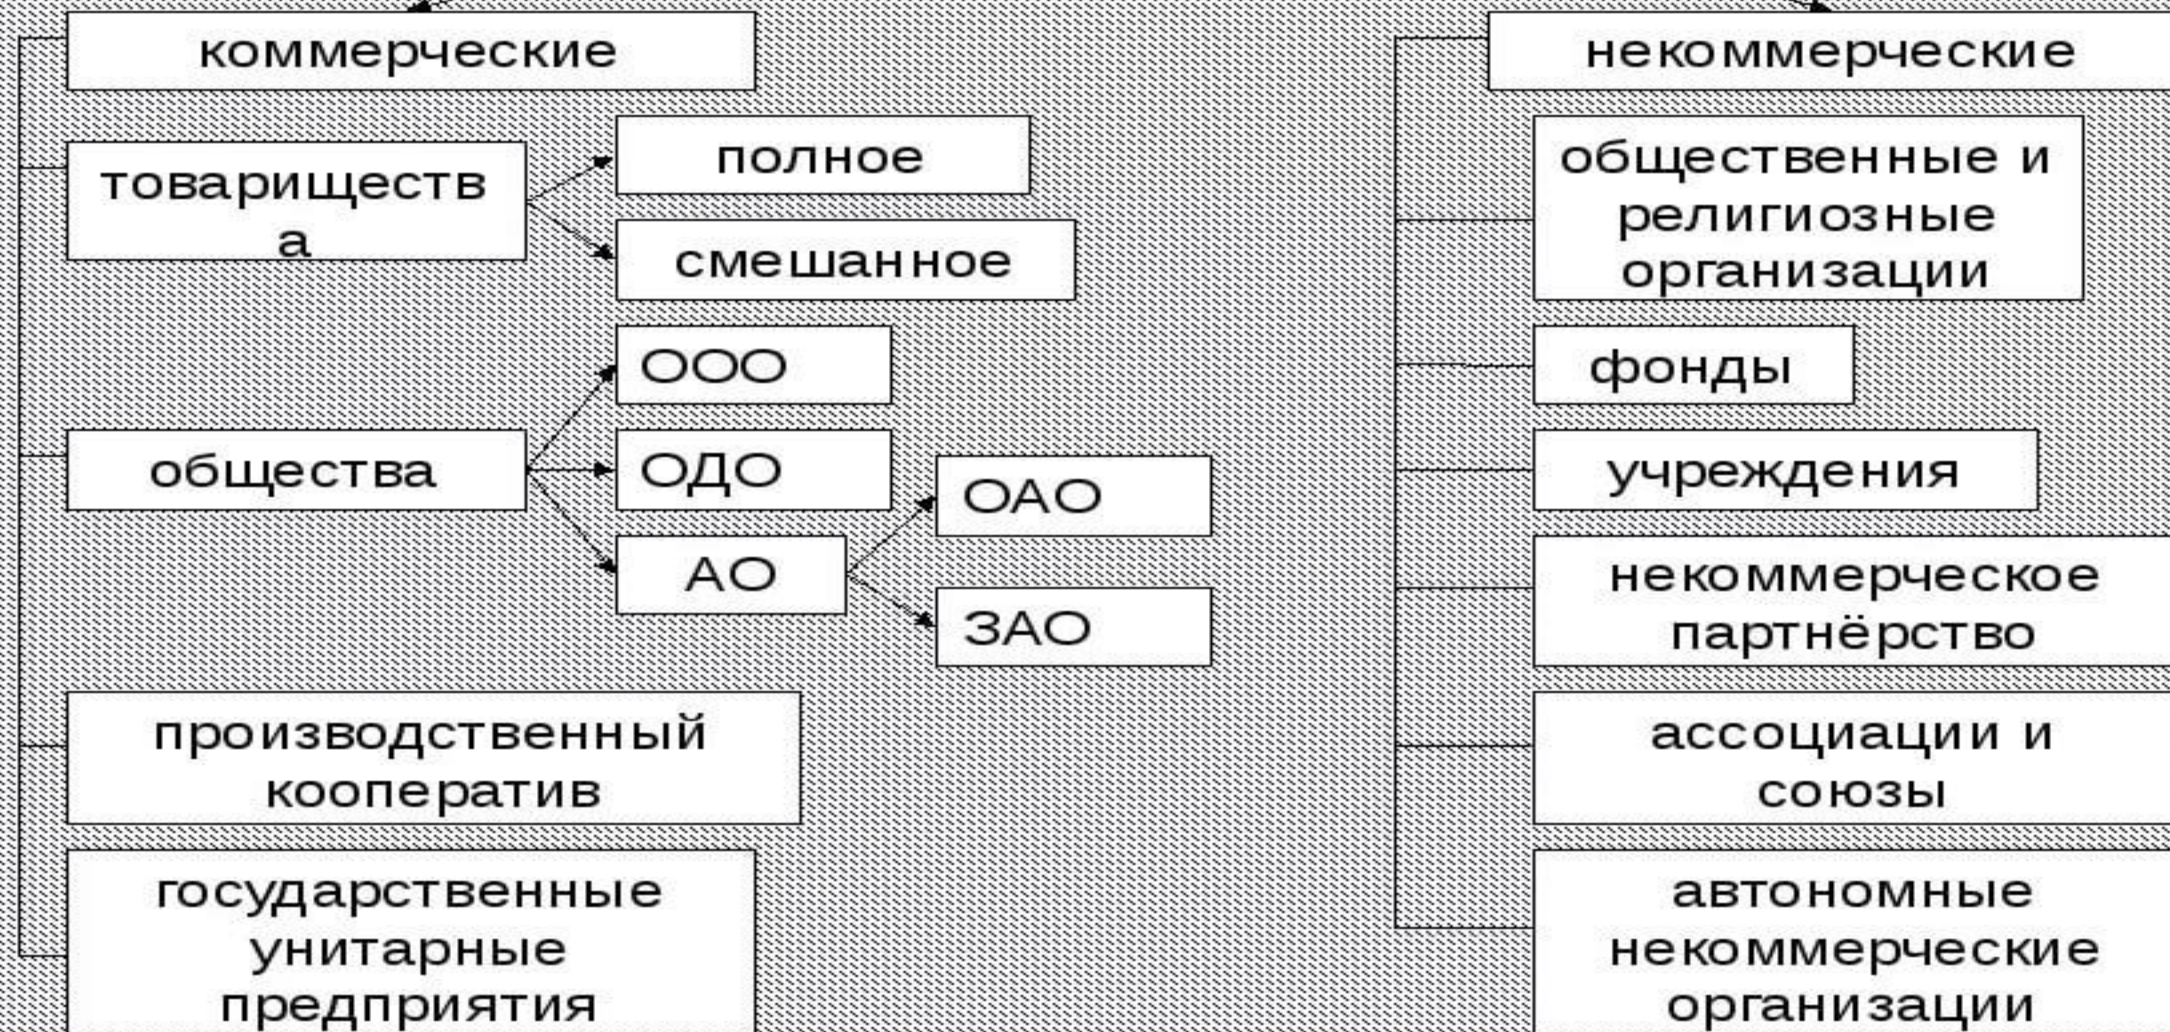 коммерческие
товариществ
а
полное
смешанное
общества
ООО
ОДО
АО
ОАО
ЗАО
производственный
кооператив
государственные
унитарные
предприятия
некоммерческие
общественные и
религиозные
организации
фонды
учреждения
некоммерческое
партнёрство
ассоциации и
союзы
автономные
некоммерческие
организации